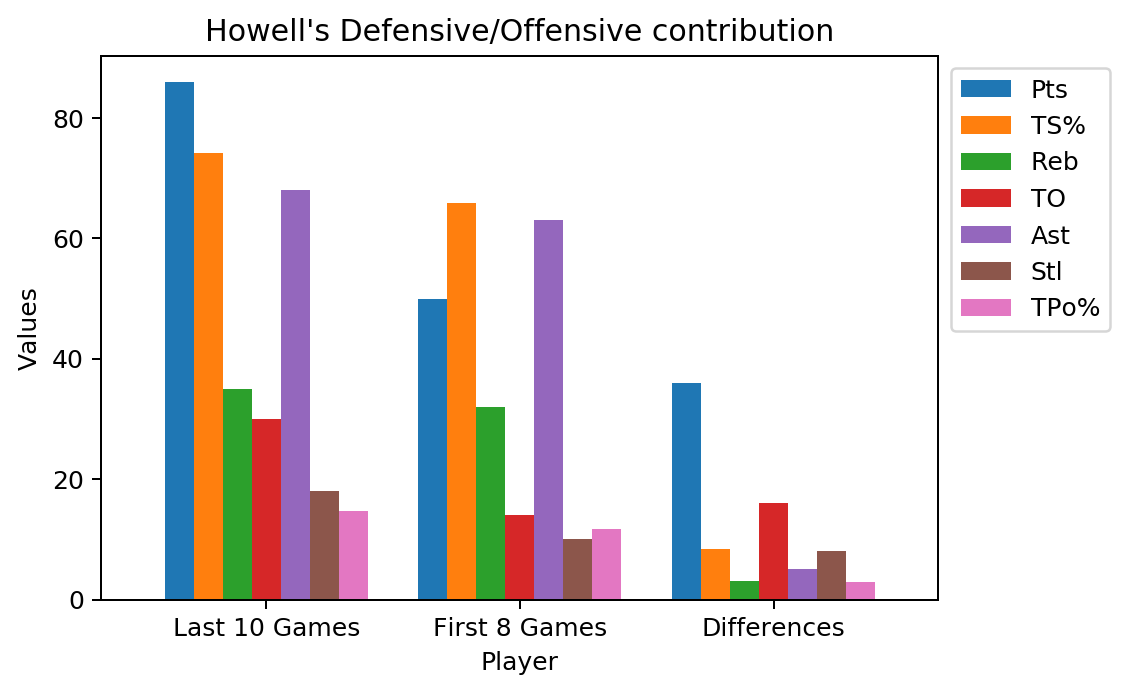 Howell's Defensive/Offensive contribution
Values
80
60
40
20
0
Last 10 Games
First 8 Games
Differences
Player
Pts
TS%
Reb
TO
Ast
Stl
TPo%